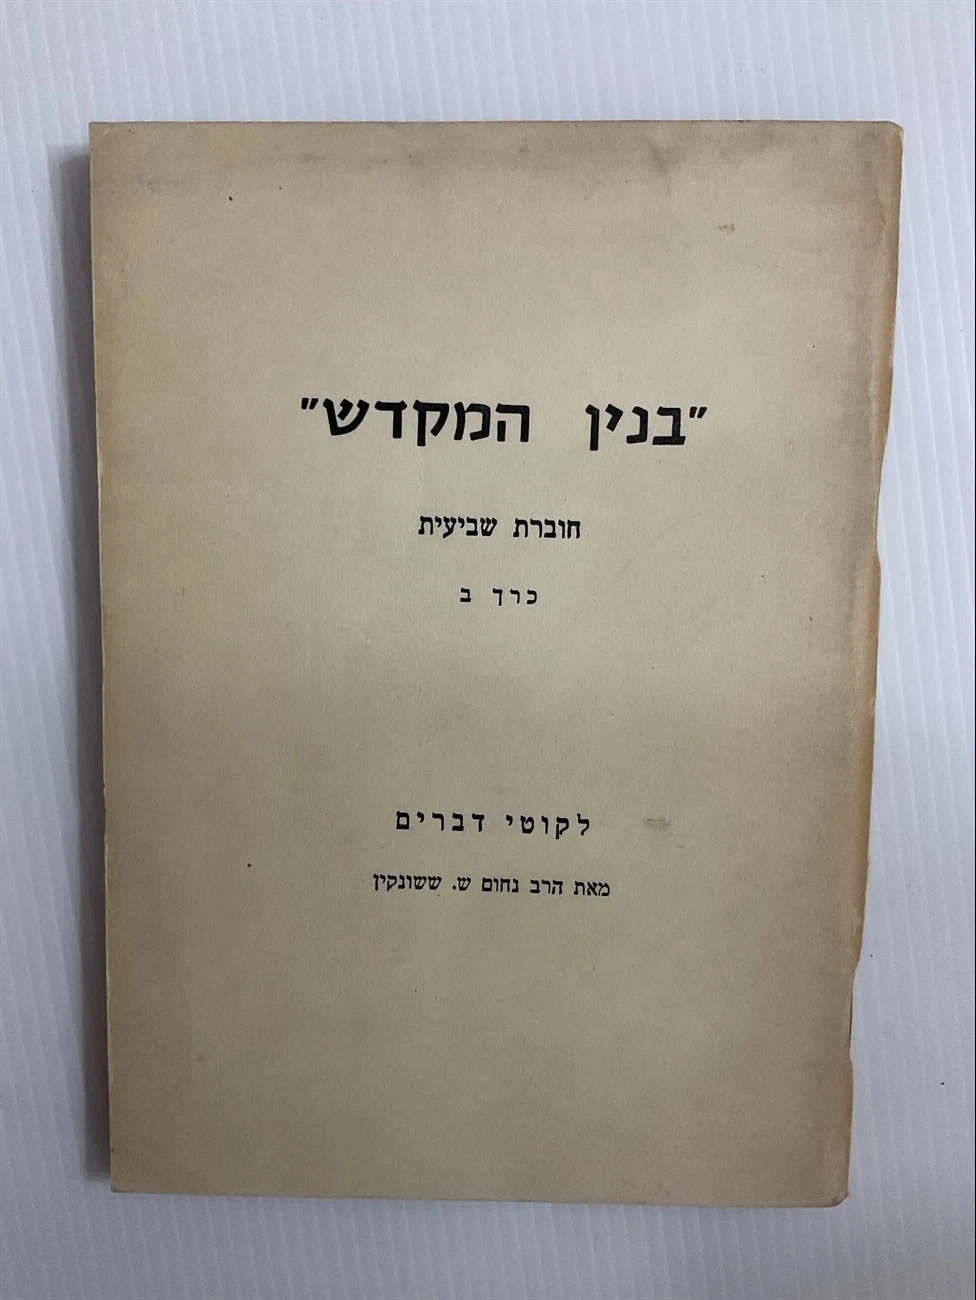 "בנין המקדש"
חוברת שביעית
כרך ב
לקוטי דברים
מאת הרב נחום ש. ששונקין